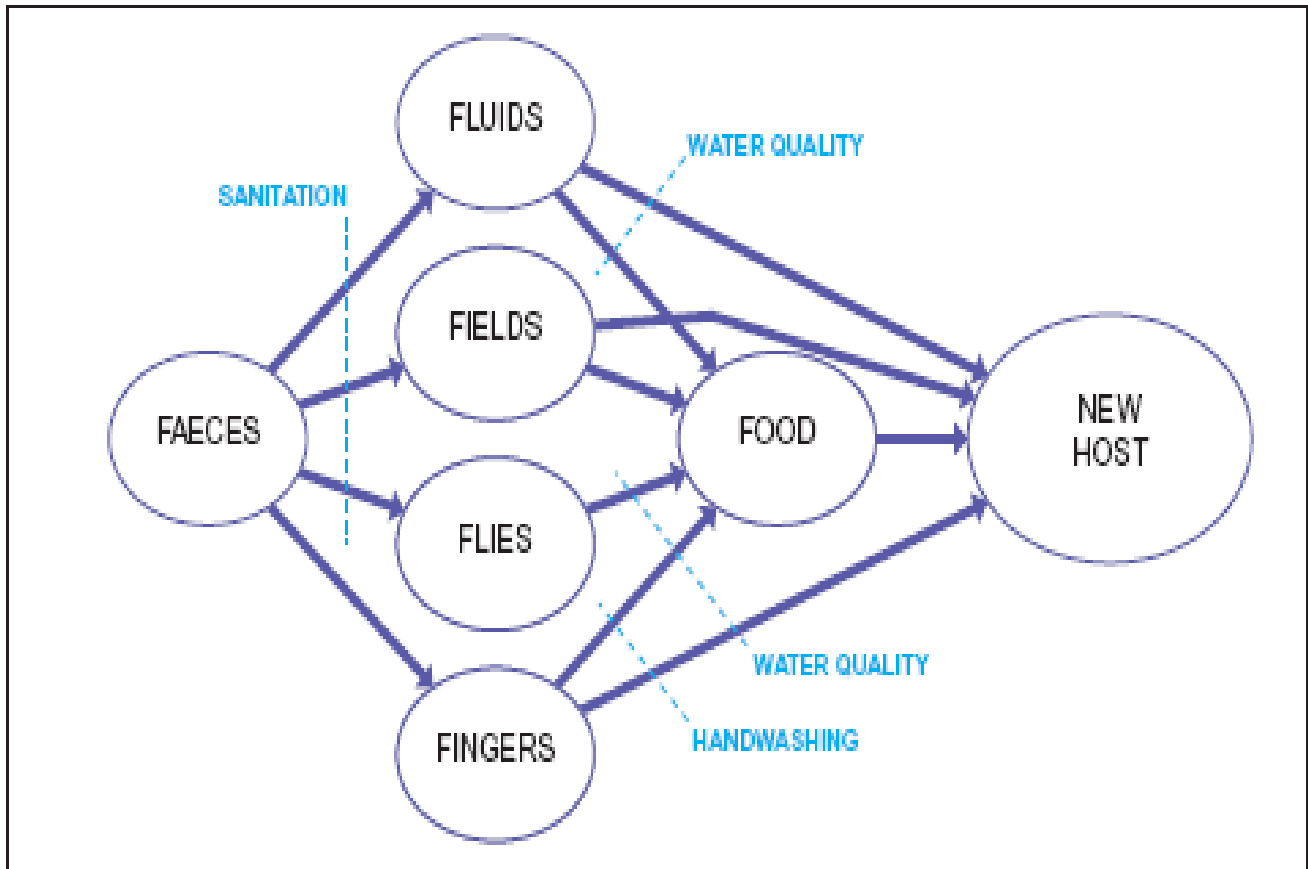 FLUIDS
WATER QUALITY
SANITATION
FIELDS
FAECES
FOOD
NEW
HOST
FLIES
WATER QUALITY
HANDWASHING
FINGERS